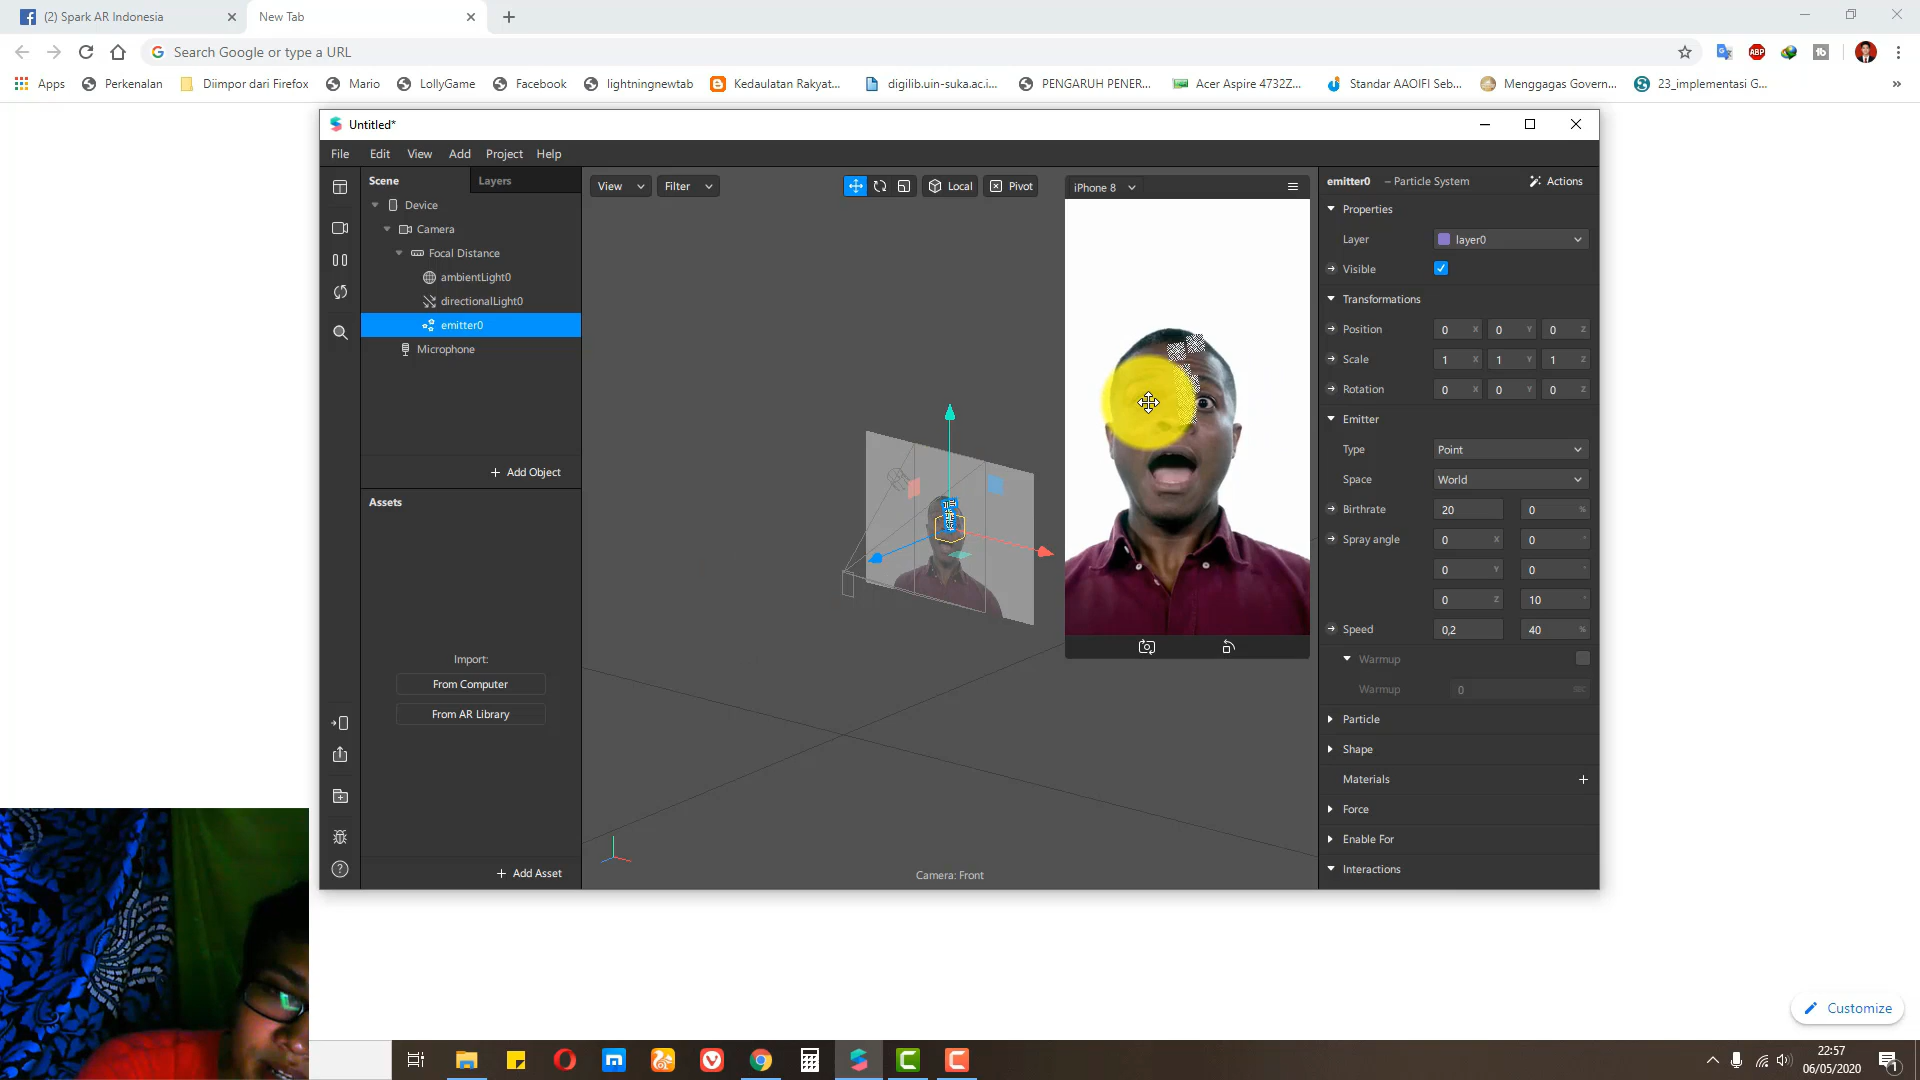 (2) Spark AR Indonesia
New Tab
Search Google or type a URL
Apps
Perkenalan
Diimpor dari Firefox
Mario
LollyGame
Facebook
lightningnewtab
Kedaulatan Rakyat...
digilib.uin-suka.ac.i...
PENGARUH PENER...
Acer Aspire 4732Z...
Standar AAOIFI Seb...
Menggagas Govern...
23_implementasi G...
Untitled*
File Edit View Add Project Help
Scene
Layers
Device
Camera
Focal Distance
ambientLight0
directionalLight0
emitter0
Microphone
+ Add Object
Assets
Import:
From Computer
From AR Library
+ Add Asset
View
Filter
Local
Pivot
iPhone 8
Camera: Front
emitter0 – Particle System
Actions
Properties
Layer layer0
Visible
Transformations
Position 0 X 0 Y 0 Z
Scale 1 X 1 Y 1 Z
Rotation 0 X 0 Y 0 Z
Emitter
Type Point
Space World
Birthrate 20 0 %
Spray angle 0 X 0 °
0 Y 0 °
0 Z 10 °
Speed 0,2 40 %
Warmup
Warmup 0 sec
Particle
Shape
Materials +
Force
Enable For
Interactions
Customize
22:57
06/05/2020
1